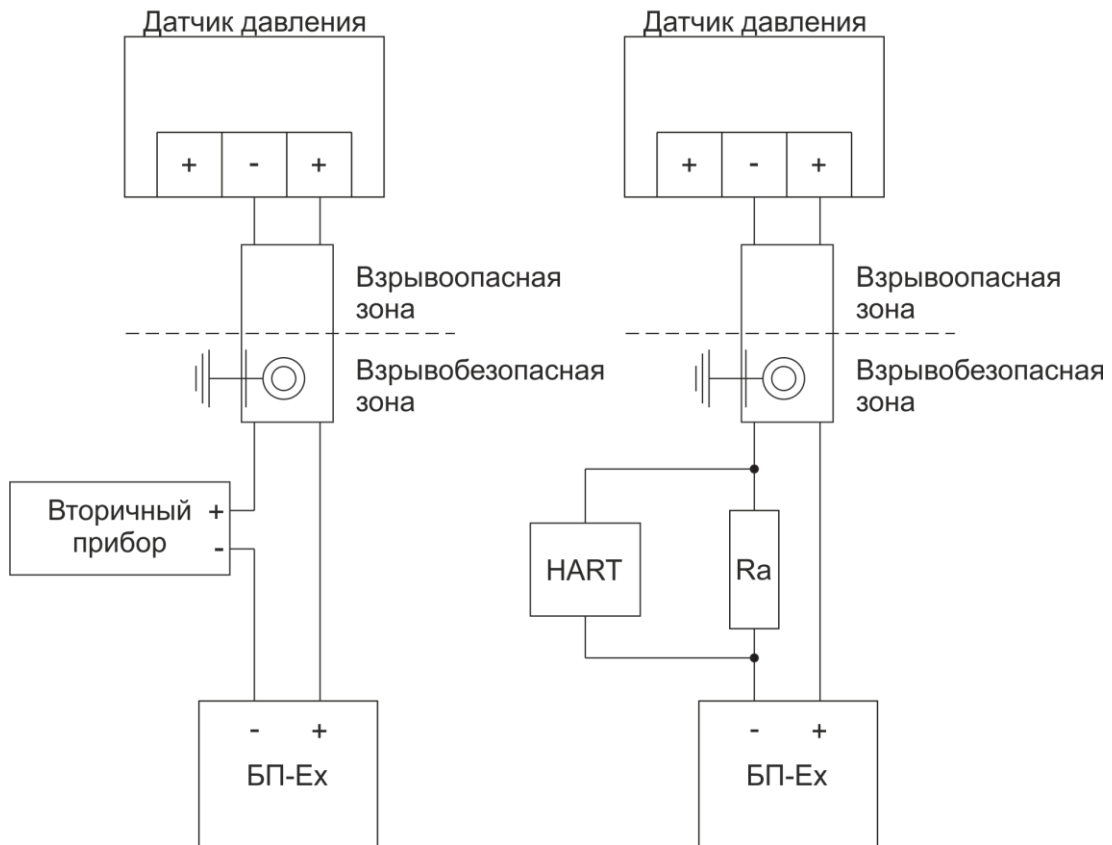 Датчик давления
+ - +
Взрывоопасная
зона
Взрывобезопасная
зона
Вторичный
прибор
+
-
- +
БП-Ex
Датчик давления
+ - +
Взрывоопасная
зона
Взрывобезопасная
зона
HART
Ra
- +
БП-Ex